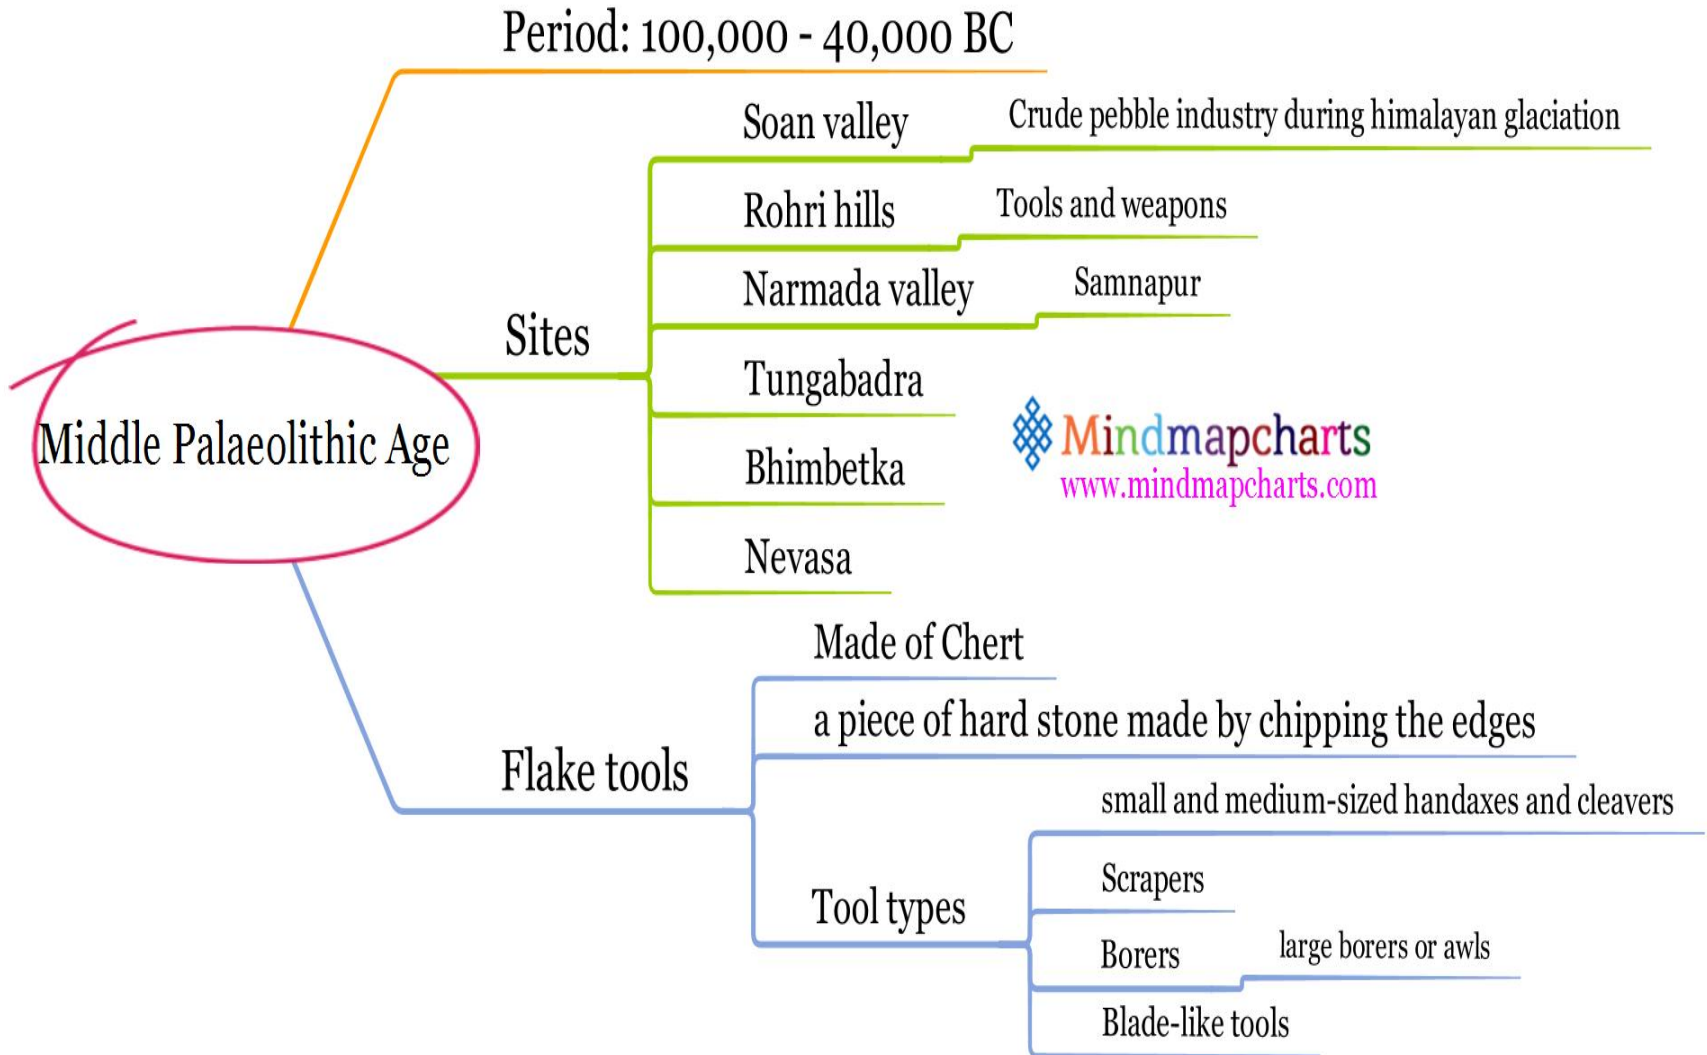 Period: 100,000 - 40,000 BC
Soan valley
Crude pebble industry during himalayan glaciation
Rohri hills
Tools and weapons
Narmada valley
Samnapur
Sites
Tungabadra
Bhimbetka
Nevasa
Middle Palaeolithic Age
Mindmapcharts
www.mindmapcharts.com
Made of Chert
a piece of hard stone made by chipping the edges
Flake tools
small and medium-sized handaxes and cleavers
Scrapers
Tool types
Borers
large borers or awls
Blade-like tools